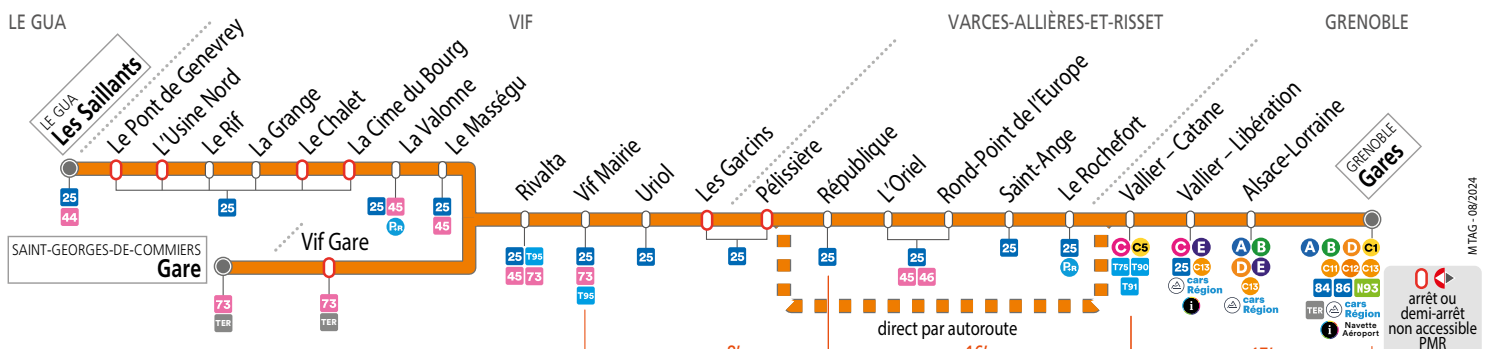 LE GUA VIF VARCES-ALLIÈRES-ET-RISSET GRENOBLE
LE GUA
Les Saillants
Le Pont de Genevrey
L'Usine Nord
Le Rif
La Grange
Le Chalet
La Cime du Bourg
La Valonne
Le Masségu
Rivalta
Vif Mairie
Uriol
Les Garcins
Pélissière
République
L'Oriel
Rond-Point de l'Europe
Saint-Ange
Le Rochefort
Vallier – Catane
Vallier – Libération
Alsace-Lorraine
GRENOBLE
Gares
25
44
25
25 45
P+R
25
45
SAINT-GEORGES-DE-COMMIERS
Gare
Vif Gare
73
TER
73
TER
25 T95
45 73
25
73
T95
25
25
25
45 46
25
25
P+R
C C5
T75 T90
T91
C E
25 C13
cars
Région
i
A B
D E
C13
cars
Région
A B D C1
C11 C12 C13
84 86 N93
TER cars
Région
i Navette
Aéroport
direct par autoroute
arrêt ou
demi-arrêt
non accessible
PMR
M TAG - 08/2024